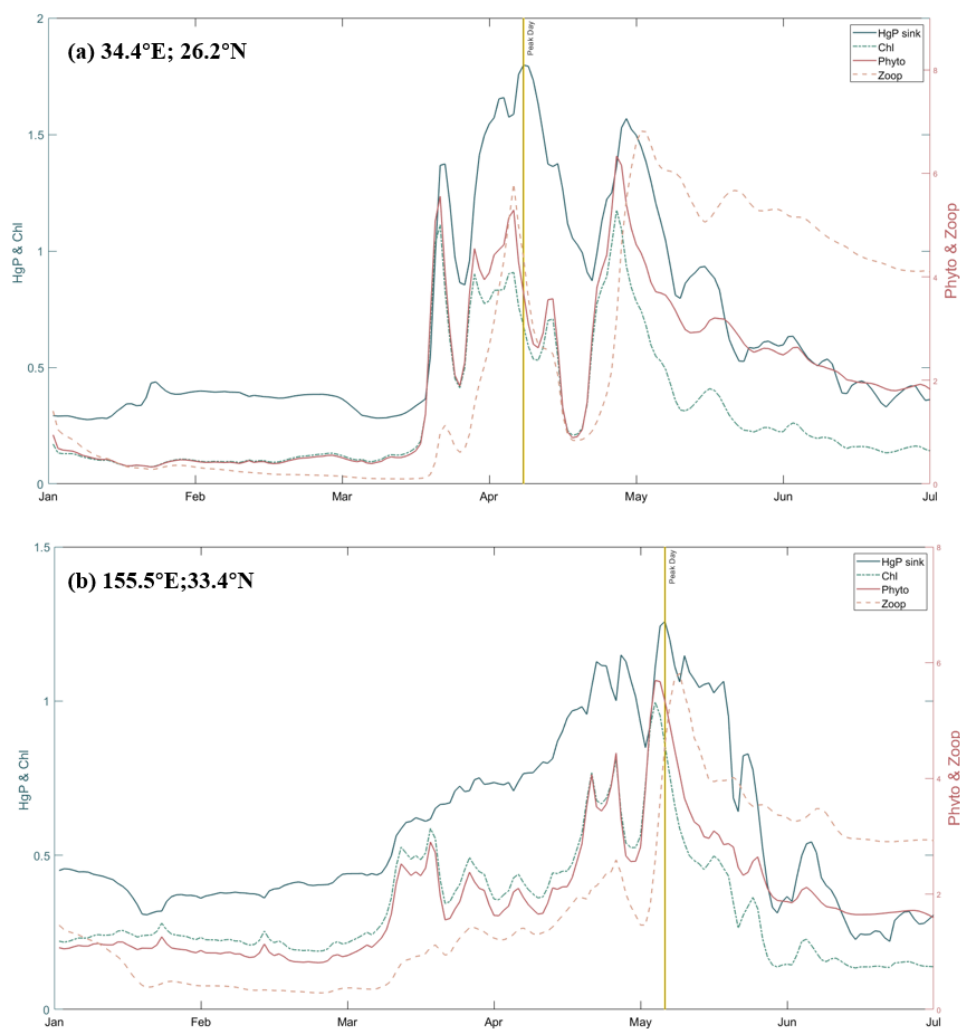 (a) 34.4°E; 26.2°N
Peak Day
HgP sink
Chl
Phyto
Zoop
2
1.5
1
0.5
0
HgP & Chl
8
6
4
2
0
Phyto & Zoop
Jan Feb Mar Apr May Jun Jul
(b) 155.5°E;33.4°N
Peak Day
HgP sink
Chl
Phyto
Zoop
1.5
1
0.5
0
HgP & Chl
8
6
4
2
0
Phyto & Zoop
Jan Feb Mar Apr May Jun Jul